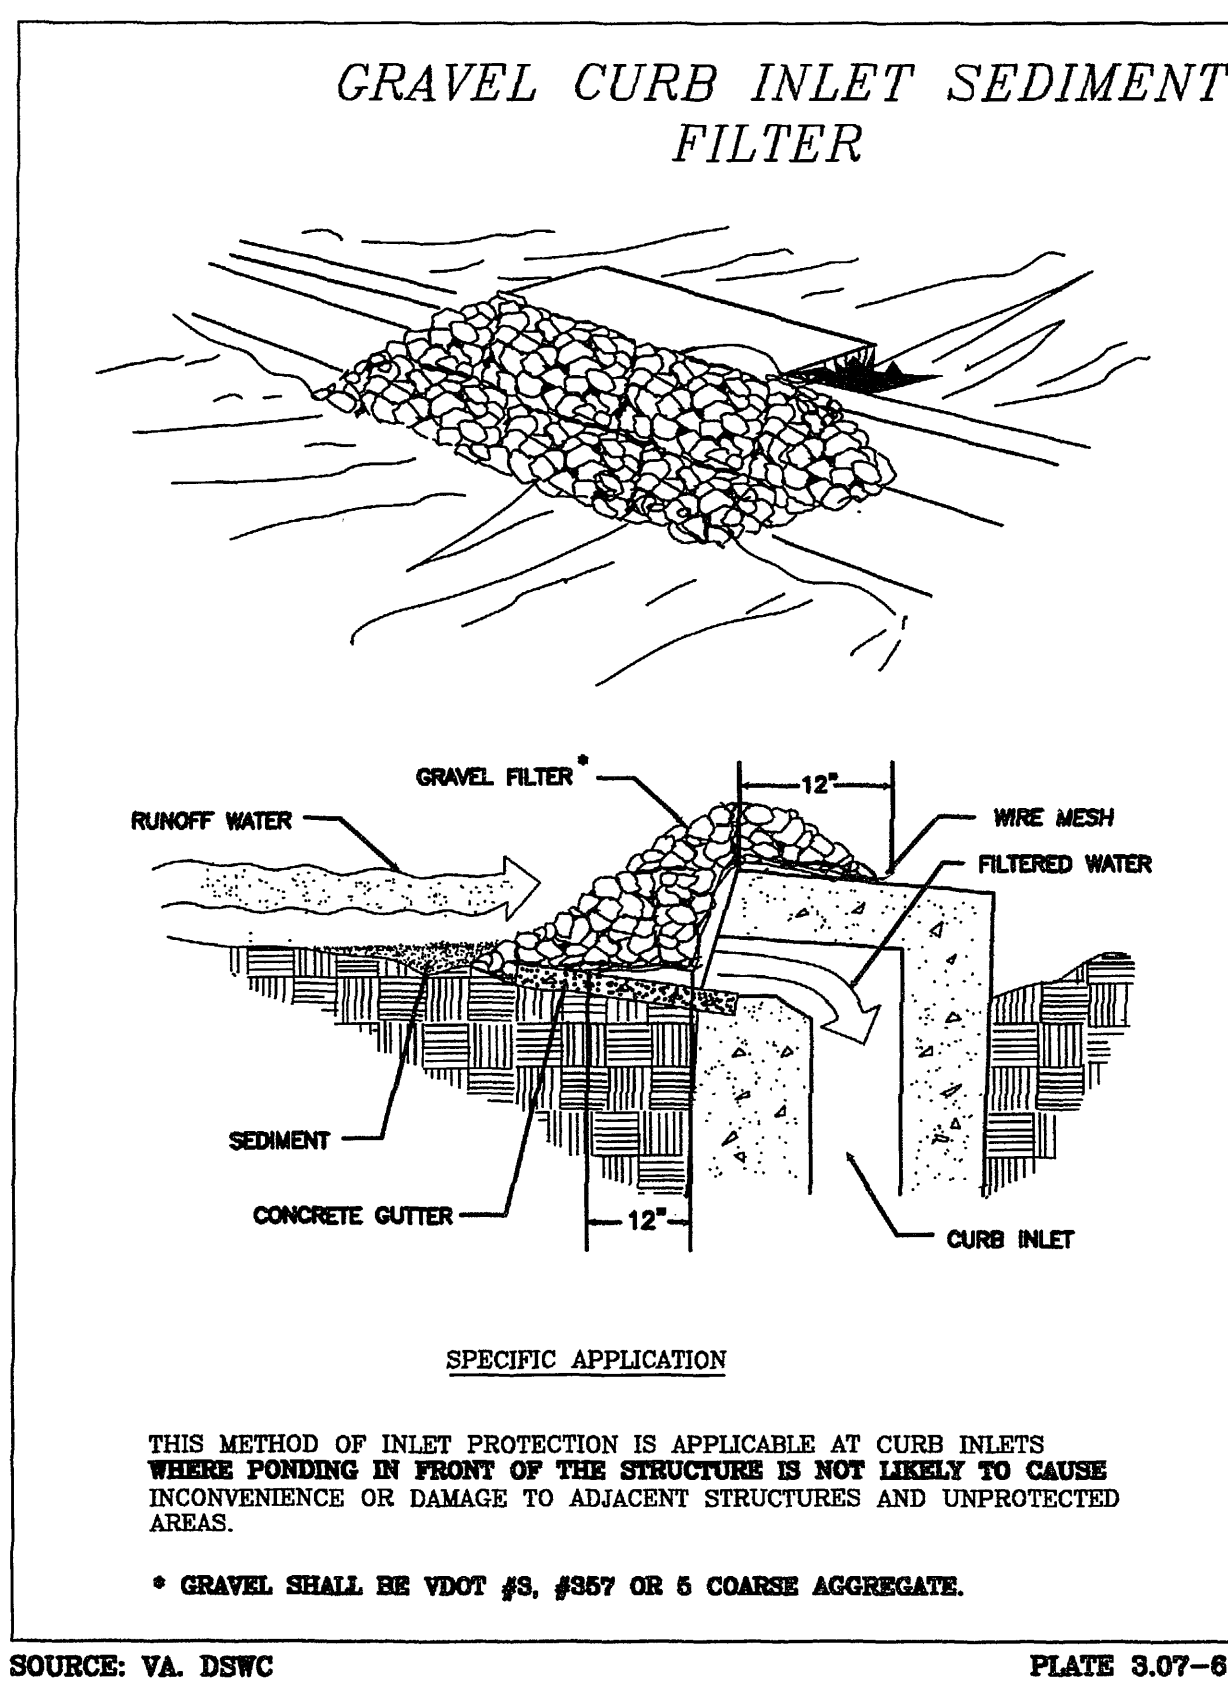 GRAVEL CURB INLET SEDIMENT
FILTER
GRAVEL FILTER*
12"
RUNOFF WATER
WIRE MESH
FILTERED WATER
SEDIMENT
CONCRETE GUTTER
12"
CURB INLET
SPECIFIC APPLICATION
THIS METHOD OF INLET PROTECTION IS APPLICABLE AT CURB INLETS
WHERE PONDING IN FRONT OF THE STRUCTURE IS NOT LIKELY TO CAUSE
INCONVENIENCE OR DAMAGE TO ADJACENT STRUCTURES AND UNPROTECTED
AREAS.
* GRAVEL SHALL BE VDOT #3, #357 OR 5 COARSE AGGREGATE.
SOURCE: VA. DSWC
PLATE 3.07-6